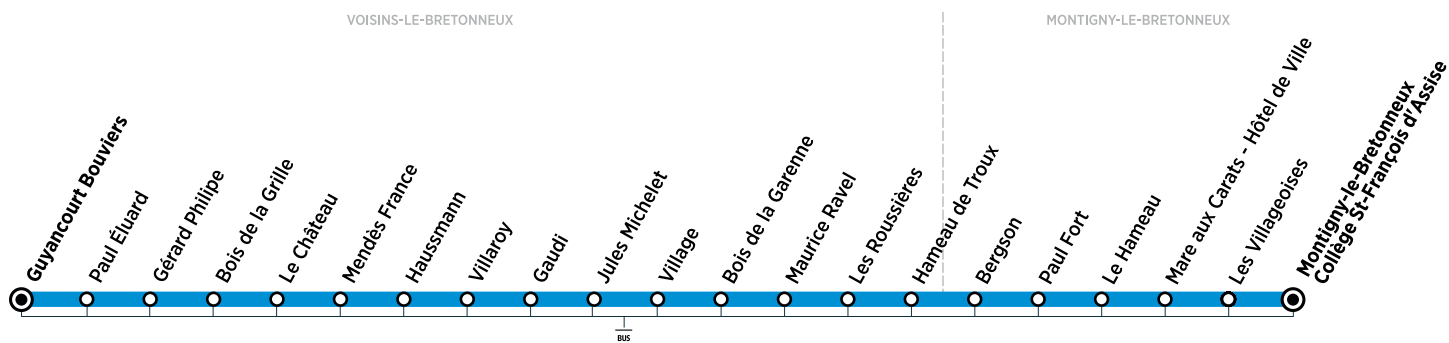 VOISINS-LE-BRETONNEUX
MONTIGNY-LE-BRETONNEUX
Guyancourt Bouviers
Paul Éluard
Gérard Philipe
Bois de la Grille
Le Château
Mendès France
Haussmann
Villaroy
Gaudi
Jules Michelet
Village
Bois de la Garenne
Maurice Ravel
Les Roussières
Hameau de Troux
Bergson
Paul Fort
Le Hameau
Mare aux Carats - Hôtel de Ville
Les Villageoises
Montigny-le-Bretonneux
Collège St-François d'Assise
BUS